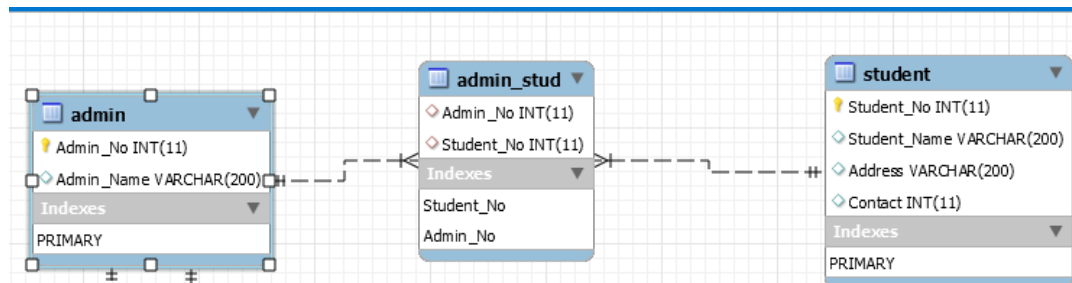 admin
Admin_No INT(11)
Admin_Name VARCHAR(200)
Indexes
PRIMARY
admin_stud
Admin_No INT(11)
Student_No INT(11)
Indexes
Student_No
Admin_No
student
Student_No INT(11)
Student_Name VARCHAR(200)
Address VARCHAR(200)
Contact INT(11)
Indexes
PRIMARY